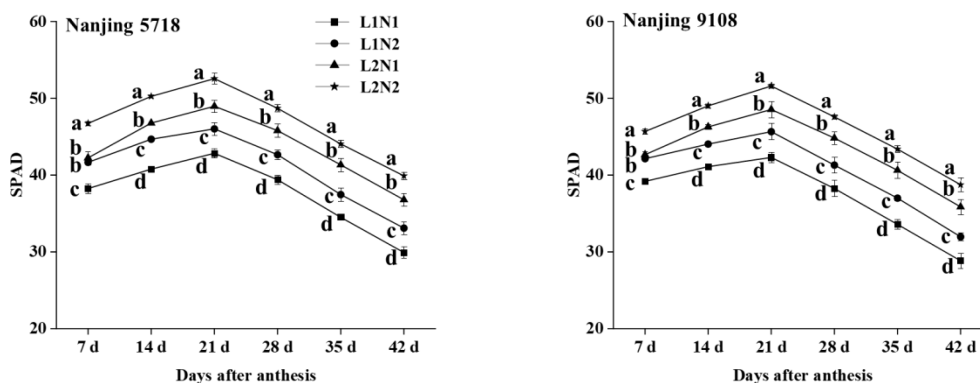 Nanjing 5718
L1N1
L1N2
L2N1
L2N2
60
50
40
30
20
SPAD
a a a a a a
b b b b b b
b c c c c c
c d d d d d
7 d 14 d 21 d 28 d 35 d 42 d
Days after anthesis
Nanjing 9108
60
50
40
30
20
SPAD
a a a a a a
b b b b b b
b c c c c c
c d d d d d
7 d 14 d 21 d 28 d 35 d 42 d
Days after anthesis